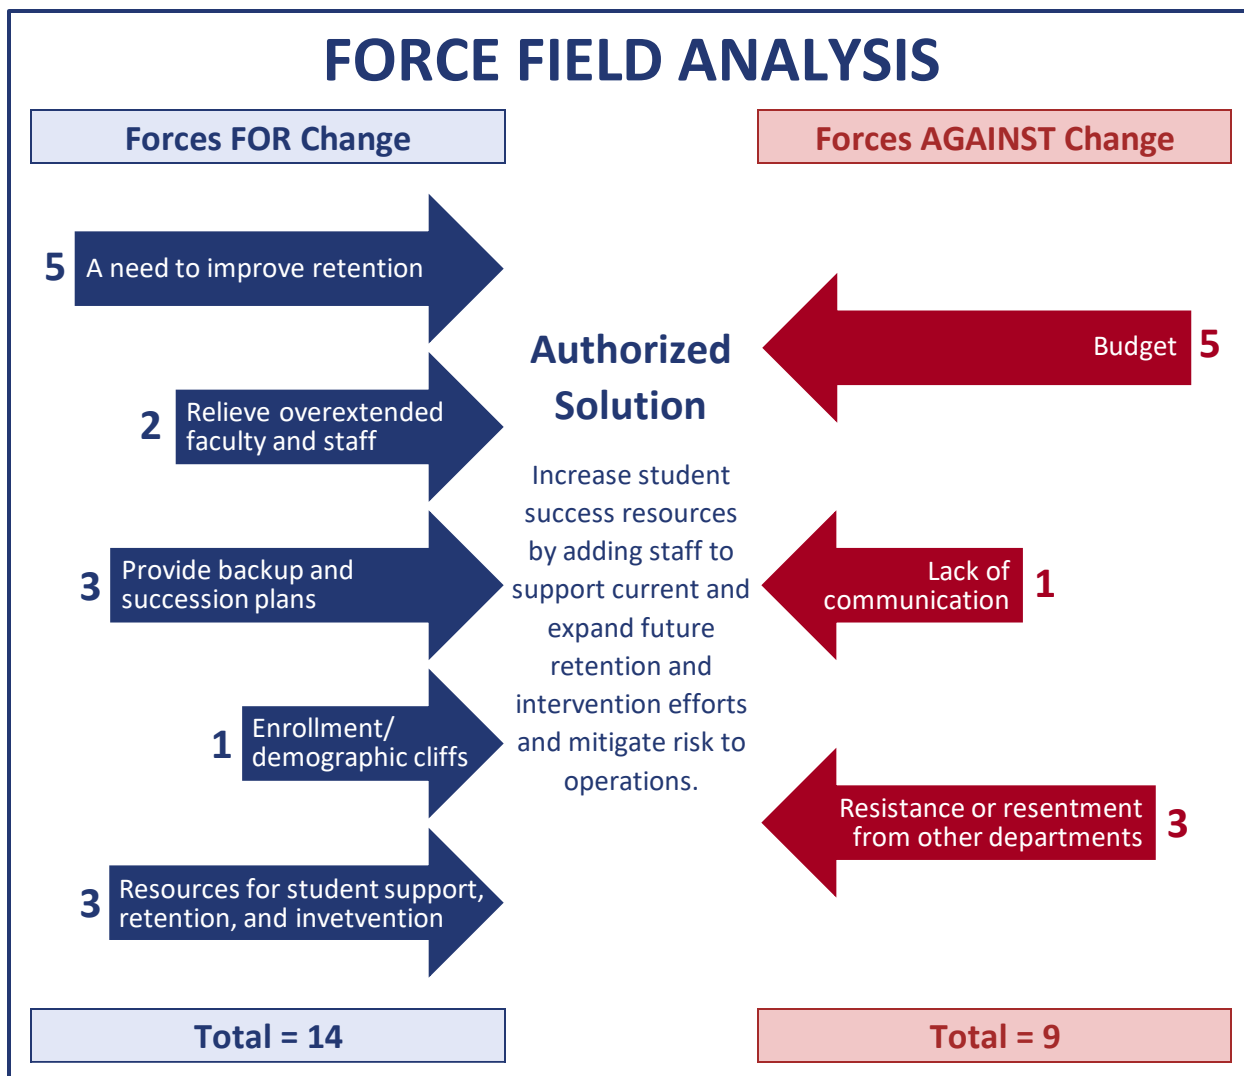 FORCE FIELD ANALYSIS
Forces FOR Change
5
A need to improve retention
2
Relieve overextended
faculty and staff
3
Provide backup and
succession plans
1
Enrollment/
demographic cliffs
3
Resources for student support,
retention, and invetvention
Total = 14
Authorized
Solution
Increase student
success resources
by adding staff to
support current and
expand future
retention and
intervention efforts
and mitigate risk to
operations.
Forces AGAINST Change
Budget
5
Lack of
communication
1
Resistance or resentment
from other departments
3
Total = 9